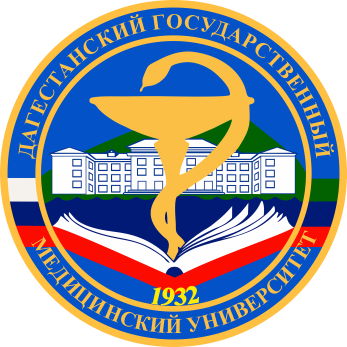 ДАГЕСТАНСКИЙ ГОСУДАРСТВЕННЫЙ
МЕДИЦИНСКИЙ УНИВЕРСИТЕТ
1932